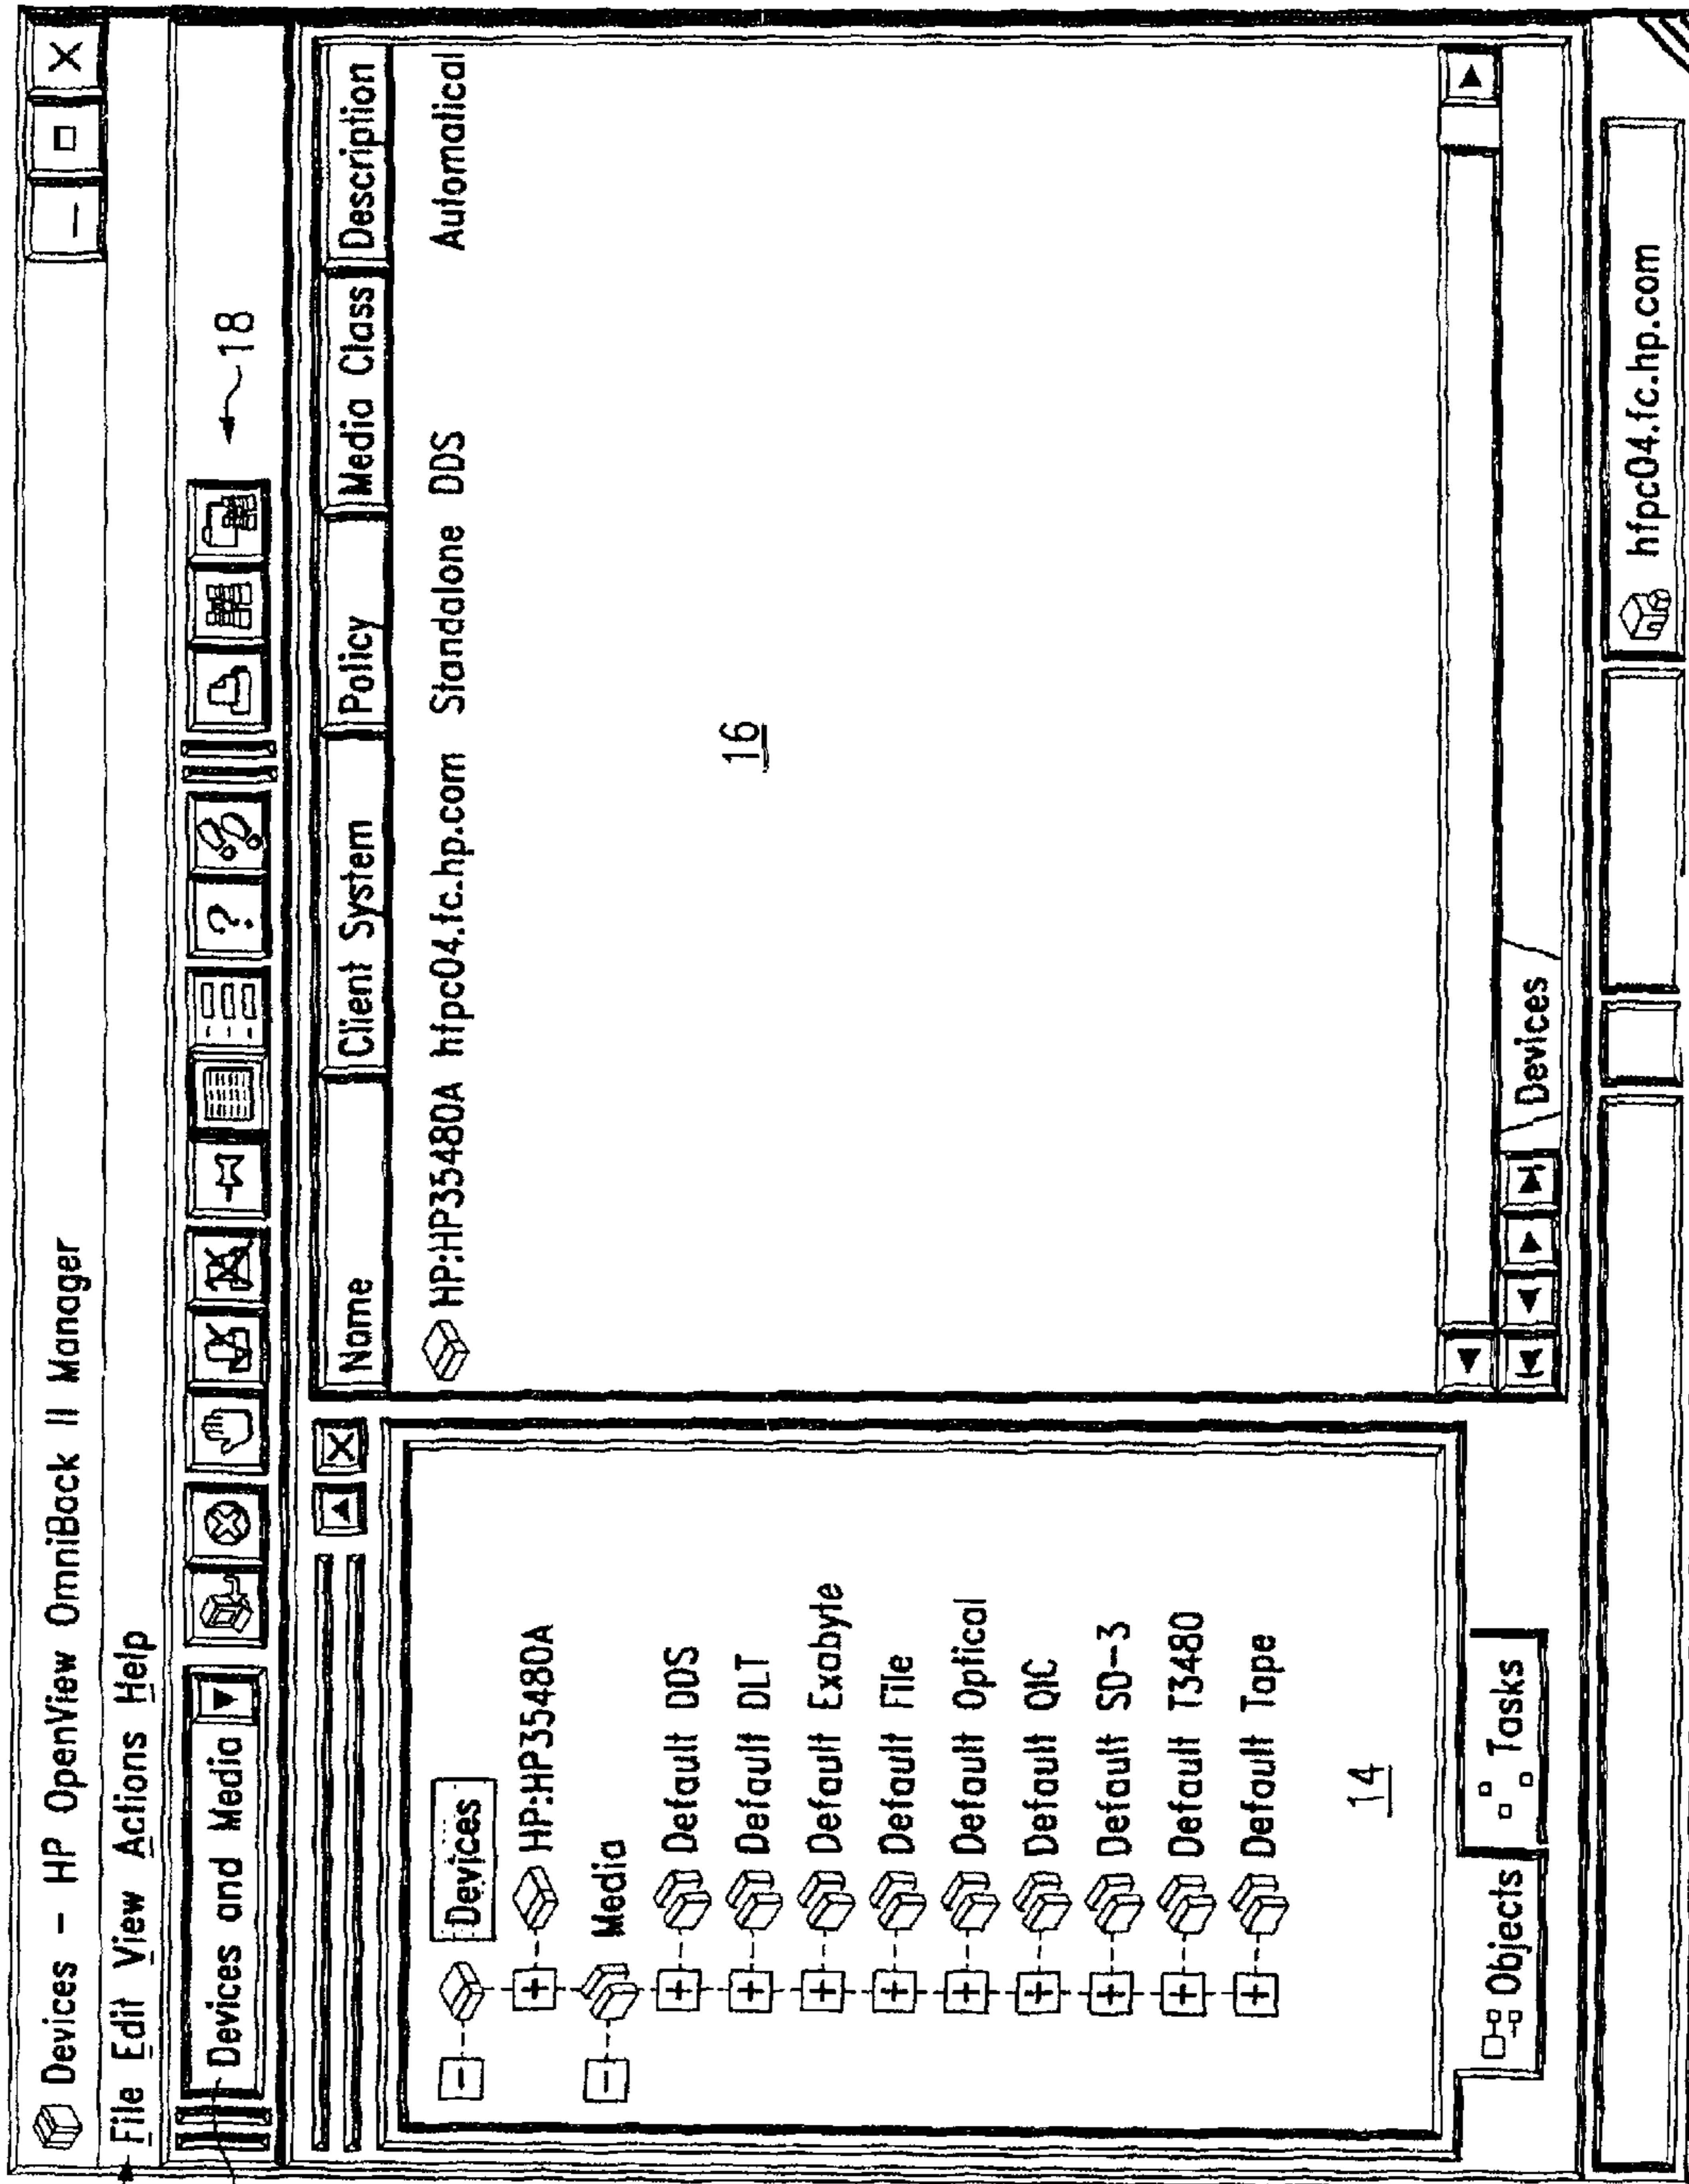 Devices - HP OpenView OmniBack II Manager
File Edit View Actions Help
Devices and Media
?
18
Devices
HP:HP35480A
Media
Default DDS
Default DLT
Default Exabyte
Default File
Default Optical
Default QIC
Default SD-3
Default T3480
Default Tape
14
Objects
Tasks
Name Client System Policy Media Class Description
HP:HP35480A hfpc04.fc.hp.com Standalone DDS Automatical
16
Devices
hfpc04.fc.hp.com